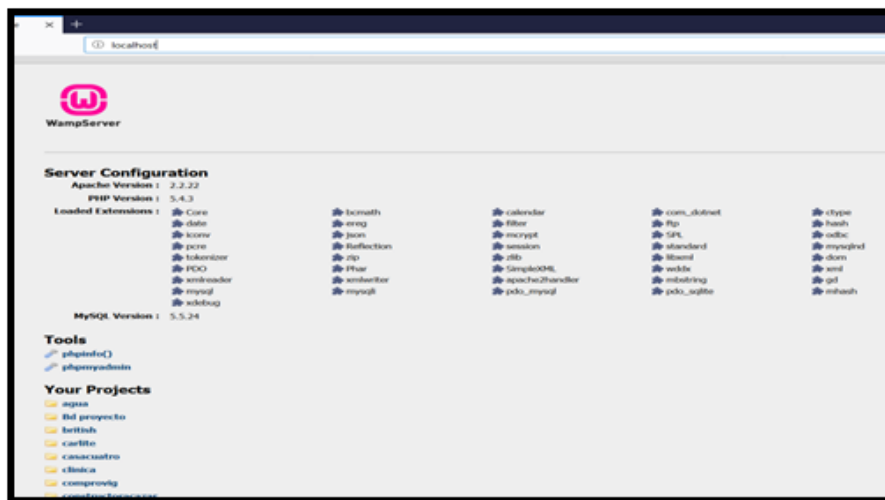 localhost
WampServer
Server Configuration
Apache Version : 2.2.22
PHP Version : 5.4.3
Loaded Extensions : Core bcmath calendar com_dotnet ctype
date ereg filter ftp hash
iconv json mcrypt SPL odbc
pcre Reflection session standard mysqlnd
tokenizer zip zlib libxml dom
PDO Phar SimpleXML wddx xml
xmlreader xmlwriter apache2handler mbstring gd
mysql mysqli pdo_mysql pdo_sqlite mhash
xdebug
MySQL Version : 5.5.24
Tools
phpinfo()
phpmyadmin
Your Projects
agua
Bd proyecto
british
carlite
casacuatro
clinica
comprovig
constructoracazar